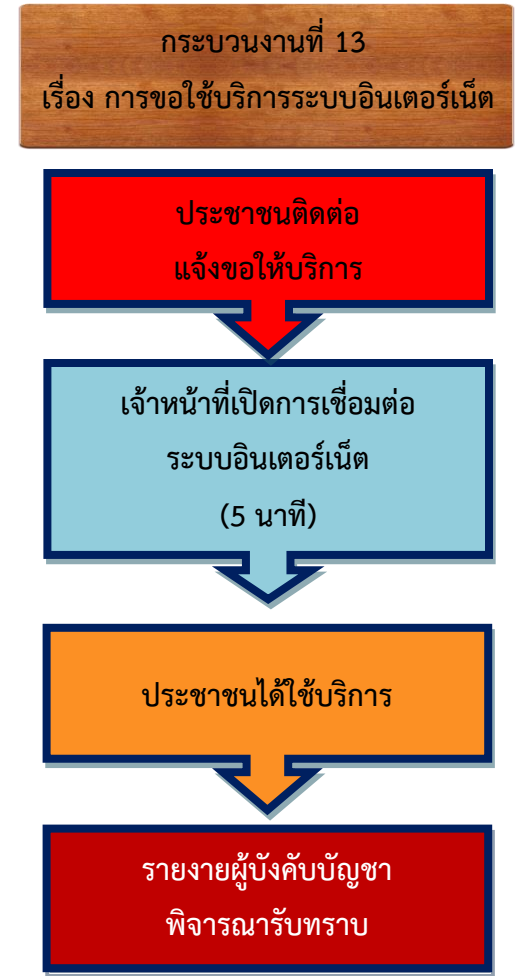 กระบวนงานที่ 13
เรื่อง การขอใช้บริการระบบอินเตอร์เน็ต
ประชาชนติดต่อ
แจ้งขอให้บริการ
เจ้าหน้าที่เปิดการเชื่อมต่อ
ระบบอินเตอร์เน็ต
(5 นาที)
ประชาชนได้ใช้บริการ
รายงายผู้บังคับบัญชา
พิจารณารับทราบ